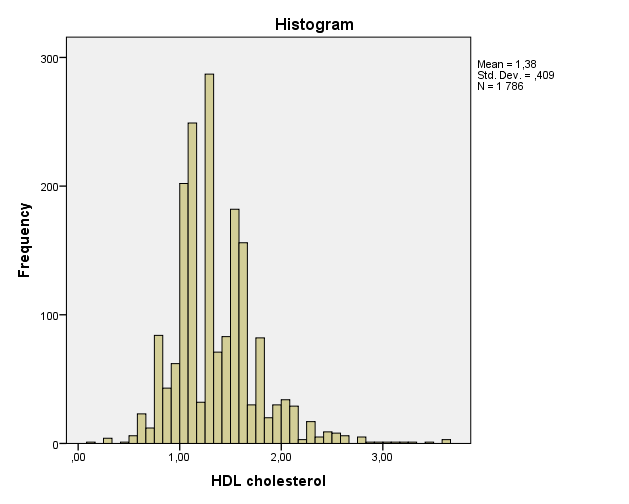 Histogram
Mean = 1,38
Std. Dev. = ,409
N = 1 786
300
200
100
0
Frequency
,00
1,00
2,00
3,00
HDL cholesterol